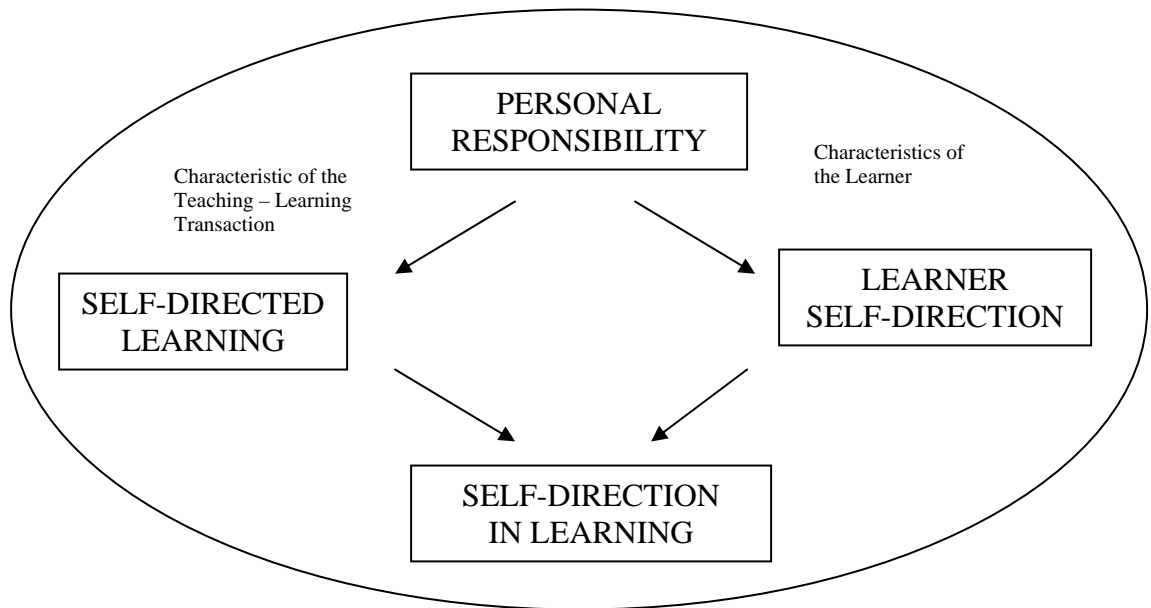 PERSONAL
RESPONSIBILITY
Characteristic of the
Teaching – Learning
Transaction
Characteristics of
the Learner
SELF-DIRECTED
LEARNING
LEARNER
SELF-DIRECTION
SELF-DIRECTION
IN LEARNING